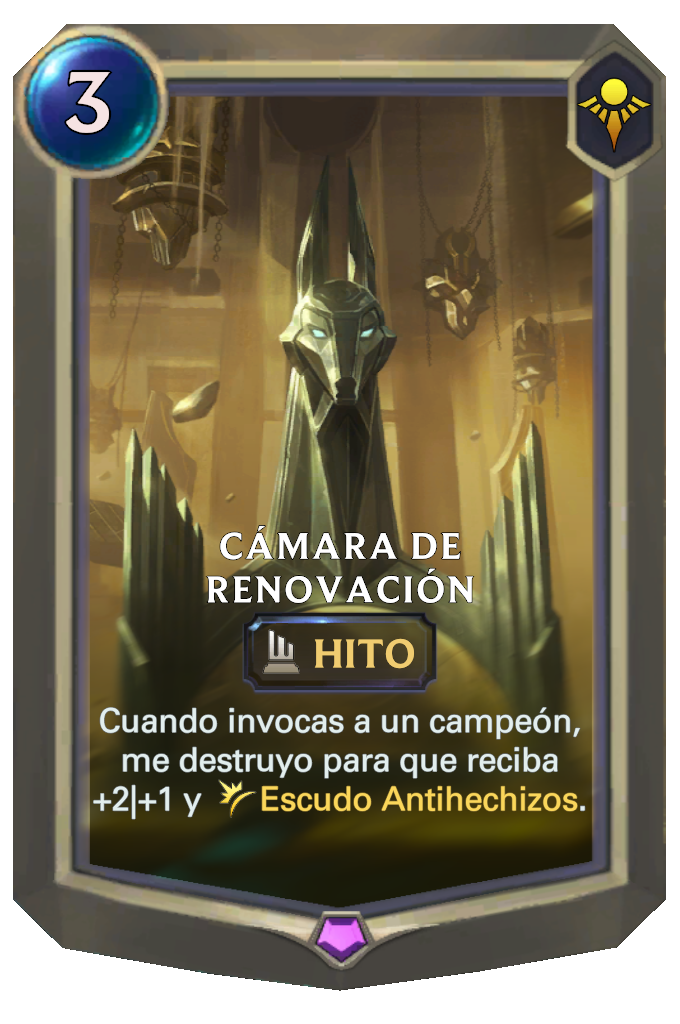 3
CÁMARA DE
RENOVACIÓN
HITO
Cuando invocas a un campeón,
me destruyo para que reciba
+2|+1 y Escudo Antihechizos.